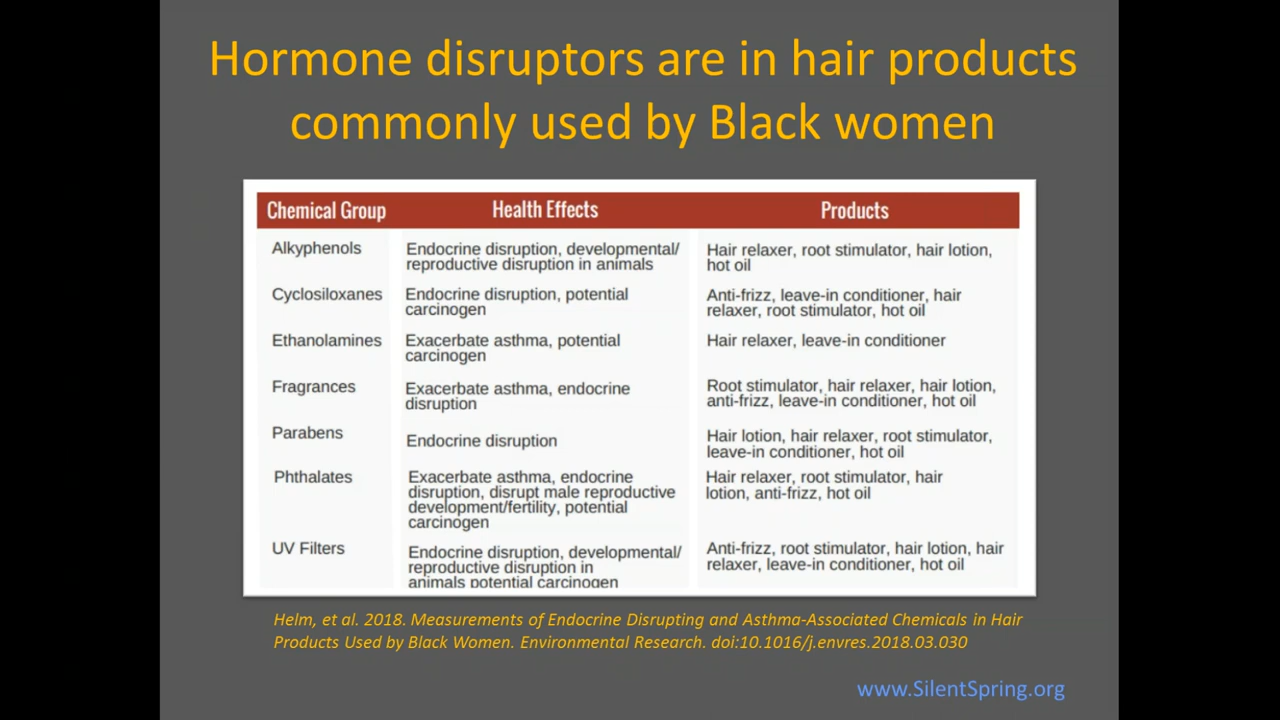 Hormone disruptors are in hair products
commonly used by Black women
Chemical Group Health Effects Products
Alkyphenols
Endocrine disruption, developmental/
reproductive disruption in animals
Hair relaxer, root stimulator, hair lotion,
hot oil
Cyclosiloxanes
Endocrine disruption, potential
carcinogen
Anti-frizz, leave-in conditioner, hair
relaxer, root stimulator, hot oil
Ethanolamines
Exacerbate asthma, potential
carcinogen
Hair relaxer, leave-in conditioner
Fragrances
Exacerbate asthma, endocrine
disruption
Root stimulator, hair relaxer, hair lotion,
anti-frizz, leave-in conditioner, hot oil
Parabens
Endocrine disruption
Hair lotion, hair relaxer, root stimulator,
leave-in conditioner, hot oil
Phthalates
Exacerbate asthma, endocrine
disruption, disrupt male reproductive
development/fertility, potential
carcinogen
Hair relaxer, root stimulator, hair
lotion, anti-frizz, hot oil
UV Filters
Endocrine disruption, developmental/
reproductive disruption in
animals potential carcinogen
Anti-frizz, root stimulator, hair lotion, hair
relaxer, leave-in conditioner, hot oil
Helm, et al. 2018. Measurements of Endocrine Disrupting and Asthma-Associated Chemicals in Hair
Products Used by Black Women. Environmental Research. doi:10.1016/j.envres.2018.03.030
www.SilentSpring.org